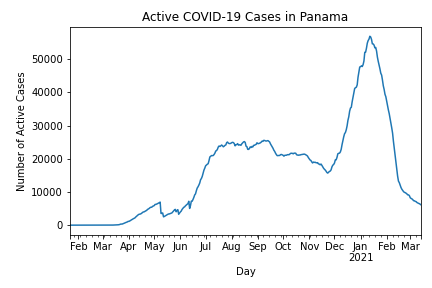 Active COVID-19 Cases in Panama
Number of Active Cases
50000
40000
30000
20000
10000
0
Feb Mar Apr May Jun Jul Aug Sep Oct Nov Dec Jan Feb Mar
2021
Day